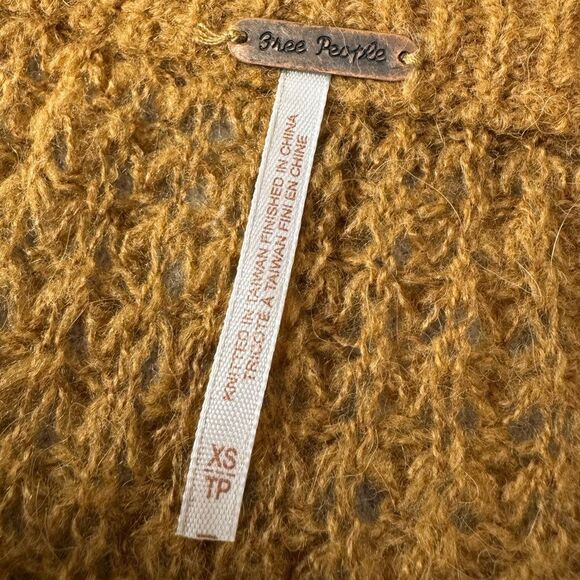 Free People
KNITTED IN TAIWAN FINISHED IN CHINA
TRICOTÉ A TAIWAN FINI EN CHINE
XS
TP